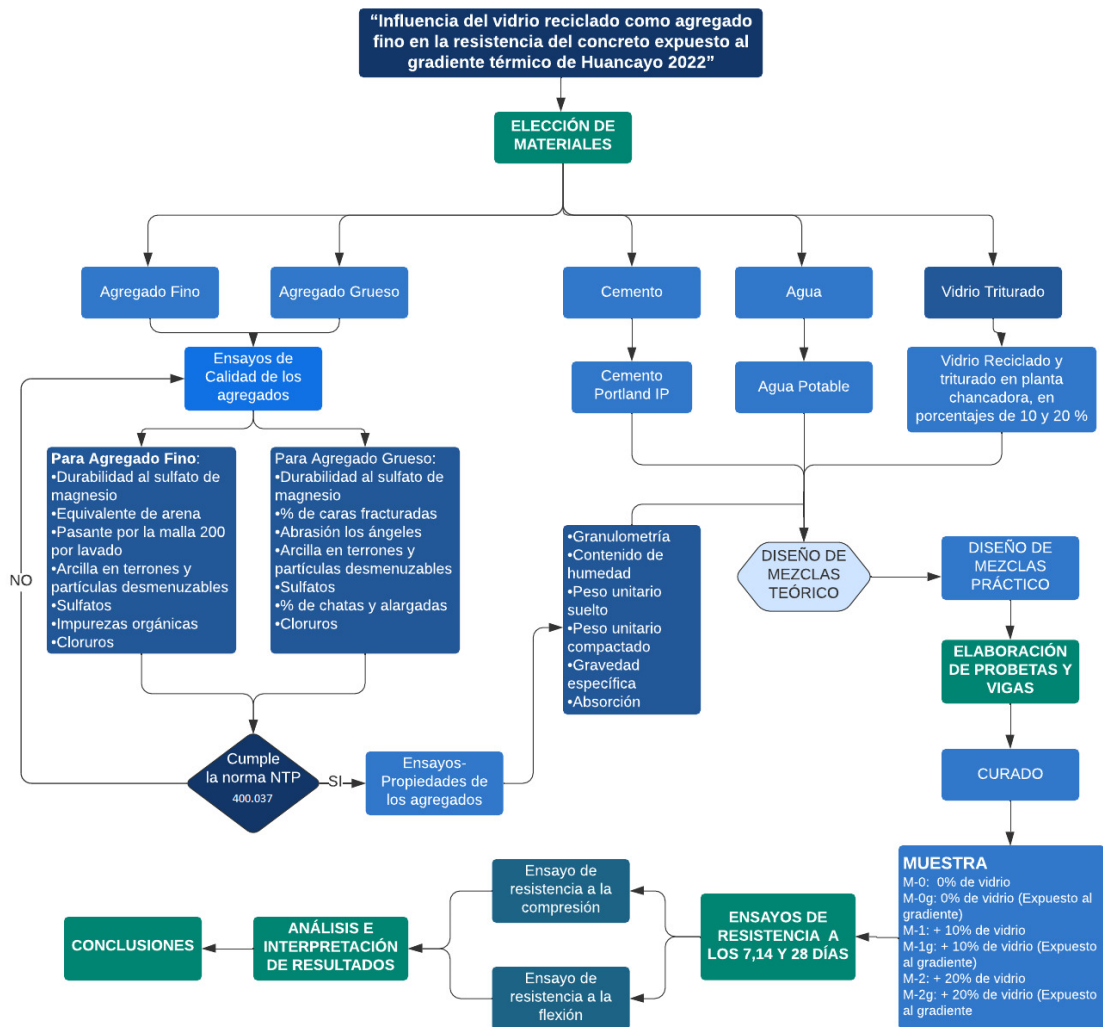 “Influencia del vidrio reciclado como agregado
fino en la resistencia del concreto expuesto al
gradiente térmico de Huancayo 2022”
ELECCIÓN DE
MATERIALES
Agregado Fino
Agregado Grueso
Cemento
Agua
Vidrio Triturado
Ensayos de
Calidad de los
agregados
Cemento
Portland IP
Agua Potable
Vidrio Reciclado y
triturado en planta
chancadora, en
porcentajes de 10 y 20 %
Para Agregado Fino:
•Durabilidad al sulfato de
magnesio
•Equivalente de arena
•Pasante por la malla 200
por lavado
•Arcilla en terrones y
partículas desmenuzables
•Sulfatos
•Impurezas orgánicas
•Cloruros
Para Agregado Grueso:
•Durabilidad al sulfato de
magnesio
•% de caras fracturadas
•Abrasión los ángeles
•Arcilla en terrones y
partículas desmenuzables
•Sulfatos
•% de chatas y alargadas
•Cloruros
NO
•Granulometría
•Contenido de
humedad
•Peso unitario
suelto
•Peso unitario
compactado
•Gravedad
específica
•Absorción
DISEÑO DE
MEZCLAS
TEÓRICO
DISEÑO DE
MEZCLAS
PRÁCTICO
ELABORACIÓN
DE PROBETAS Y
VIGAS
CURADO
Cumple
la norma NTP
400.037
SI
Ensayos-
Propiedades de
los agregados
MUESTRA
M-0: 0% de vidrio
M-0g: 0% de vidrio (Expuesto al
gradiente)
M-1: + 10% de vidrio
M-1g: + 10% de vidrio (Expuesto
al gradiente)
M-2: + 20% de vidrio
M-2g: + 20% de vidrio (Expuesto
al gradiente
ENSAYOS DE
RESISTENCIA A
LOS 7,14 Y 28 DÍAS
Ensayo de
resistencia a la
compresión
Ensayo de
resistencia a la
flexión
ANÁLISIS E
INTERPRETACIÓN
DE RESULTADOS
CONCLUSIONES